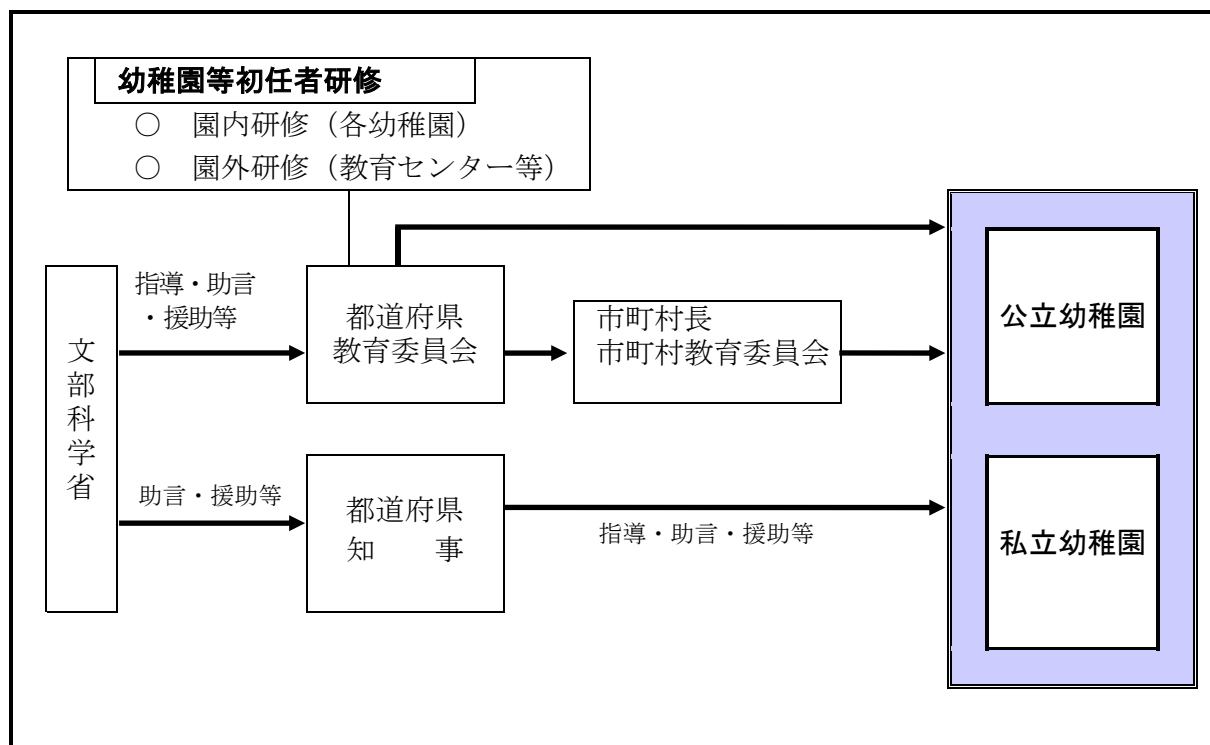 幼稚園等初任者研修
○ 園内研修（各幼稚園）
○ 園外研修（教育センター等）
文部科学省
指導・助言
・援助等
都道府県
教育委員会
市町村長
市町村教育委員会
公立幼稚園
助言・援助等
都道府県
知　　事
指導・助言・援助等
私立幼稚園